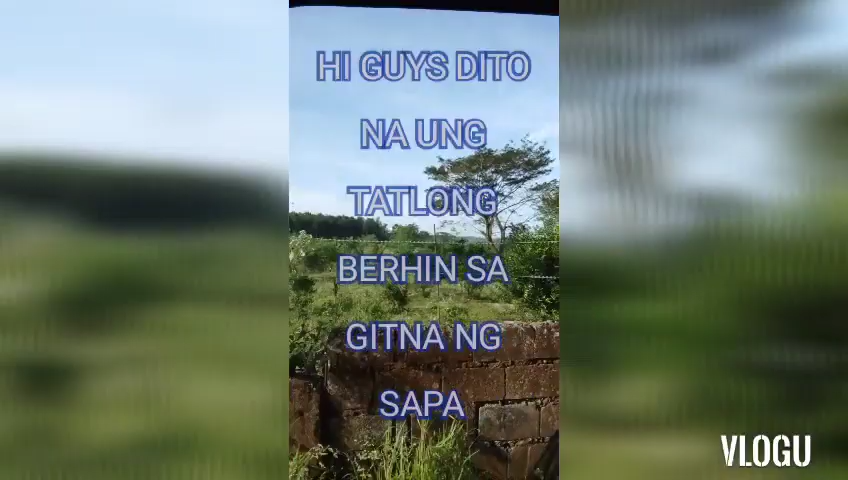 HI GUYS DITO
NA UNG
TATLONG
BERHIN SA
GITNA NG
SAPA
VLOGU